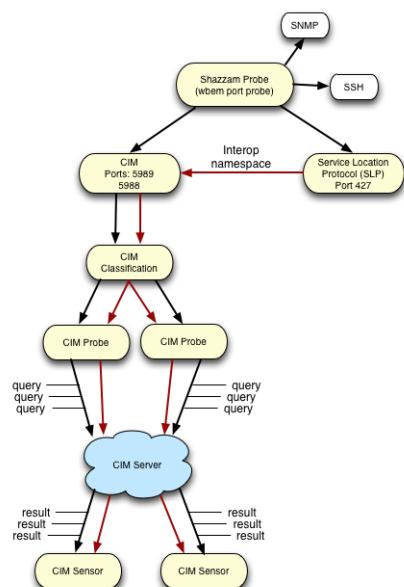 SNMP
Shazzam Probe
(wbem port probe)
SSH
Interop
namespace
CIM
Ports: 5989
5988
Service Location
Protocol (SLP)
Port 427
CIM
Classification
CIM Probe
CIM Probe
query
query
query
query
query
query
CIM Server
result
result
result
result
result
result
CIM Sensor
CIM Sensor